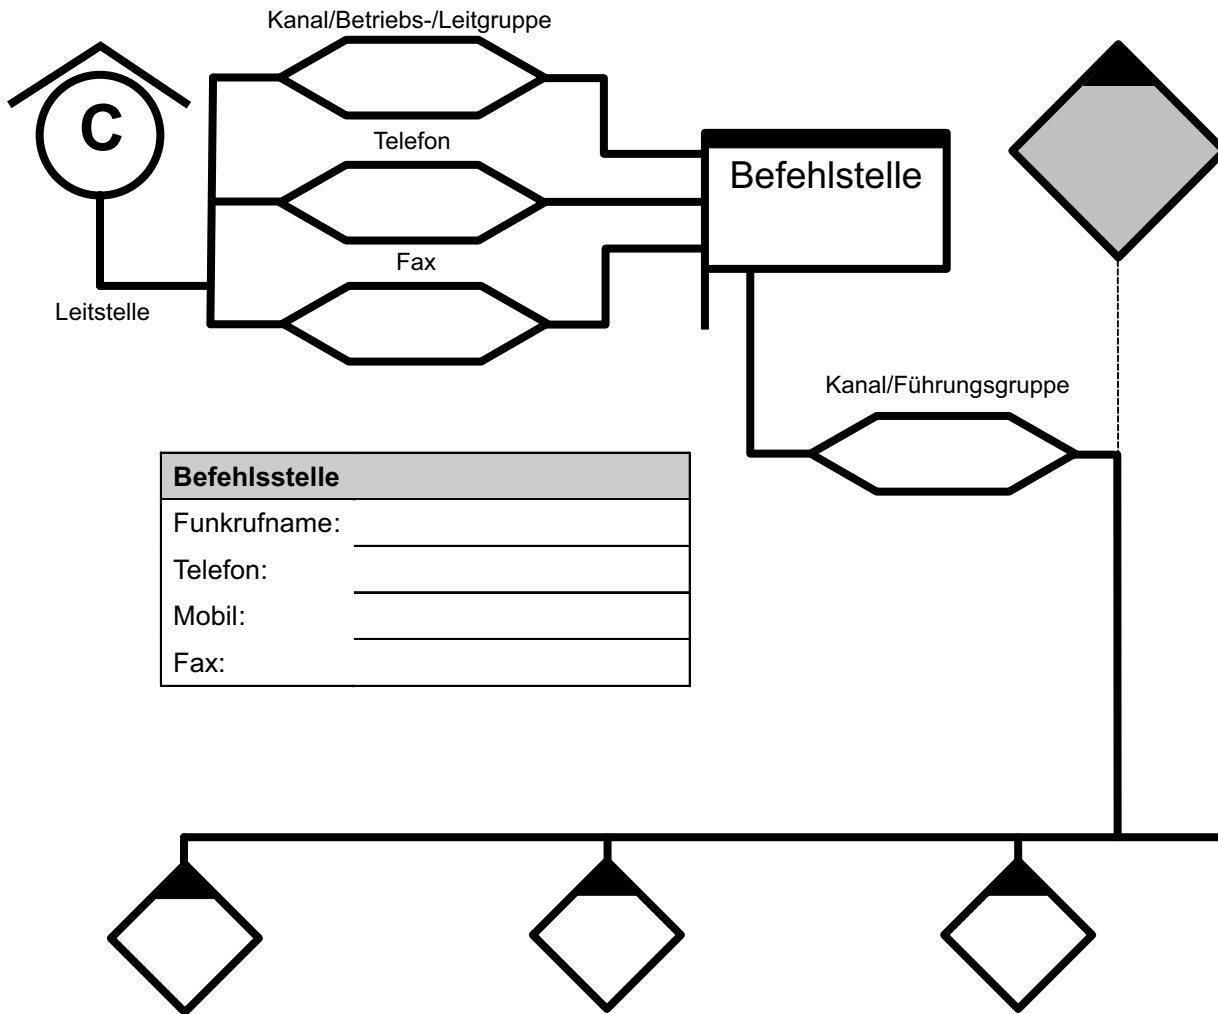 Kanal/Betriebs-/Leitgruppe
C
Telefon
Befehlstelle
Fax
Leitstelle
Kanal/Führungsgruppe
Befehlsstelle
Funkrufname:
Telefon:
Mobil:
Fax: